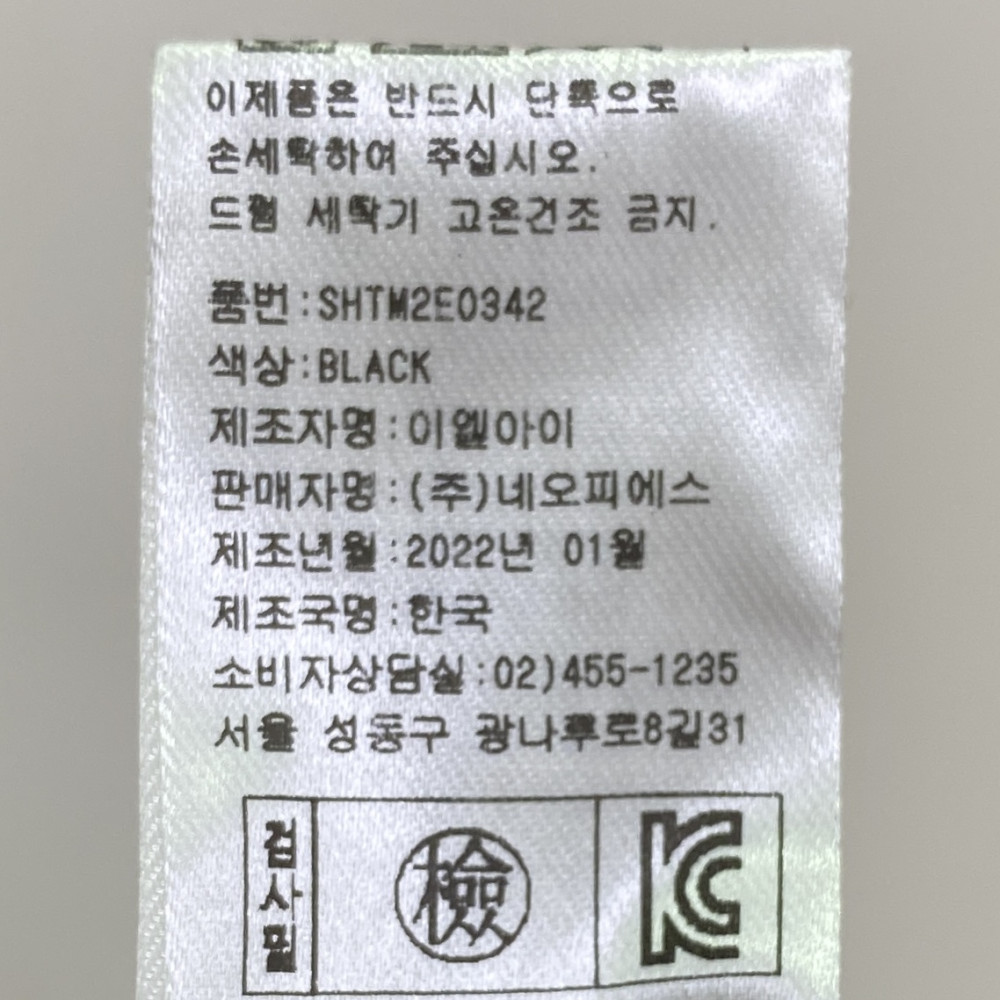 이제품은 반드시 단독으로
손세탁하여 주십시오.
드럼 세탁기 고온건조 금지.
품번:SHTM2E0342
색상:BLACK
제조자명:이엘아이
판매자명:(주)네오피에스
제조년월:2022년 01월
제조국명:한국
소비자상담실:02)455-1235
서울 성동구 광나루로8길31
검사필
檢
KC